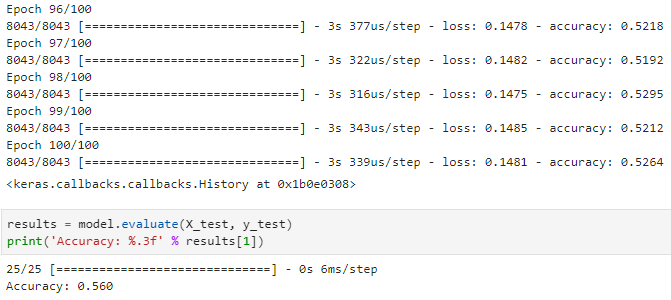 Epoch 96/100
8043/8043 [==============================] - 3s 377us/step - loss: 0.1478 - accuracy: 0.5218
Epoch 97/100
8043/8043 [==============================] - 3s 322us/step - loss: 0.1482 - accuracy: 0.5192
Epoch 98/100
8043/8043 [==============================] - 3s 316us/step - loss: 0.1475 - accuracy: 0.5295
Epoch 99/100
8043/8043 [==============================] - 3s 343us/step - loss: 0.1485 - accuracy: 0.5212
Epoch 100/100
8043/8043 [==============================] - 3s 339us/step - loss: 0.1481 - accuracy: 0.5264
<keras.callbacks.callbacks.History at 0x1b0e0308>
results = model.evaluate(X_test, y_test)
print('Accuracy: %.3f' % results[1])
25/25 [==============================] - 0s 6ms/step
Accuracy: 0.560